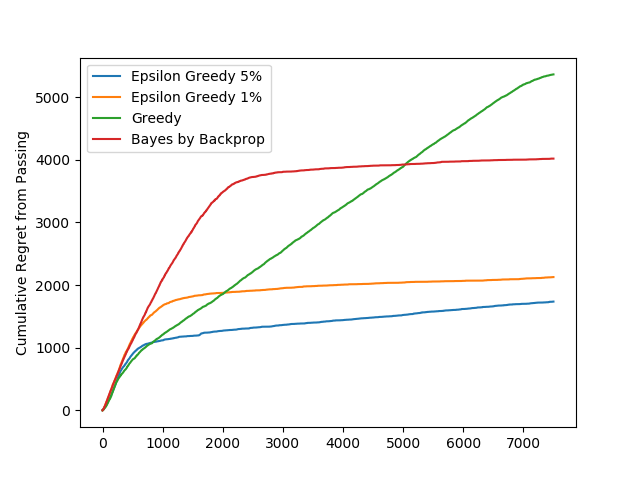 Epsilon Greedy 5%
Epsilon Greedy 1%
Greedy
Bayes by Backprop
Cumulative Regret from Passing
5000
4000
3000
2000
1000
0
0 1000 2000 3000 4000 5000 6000 7000